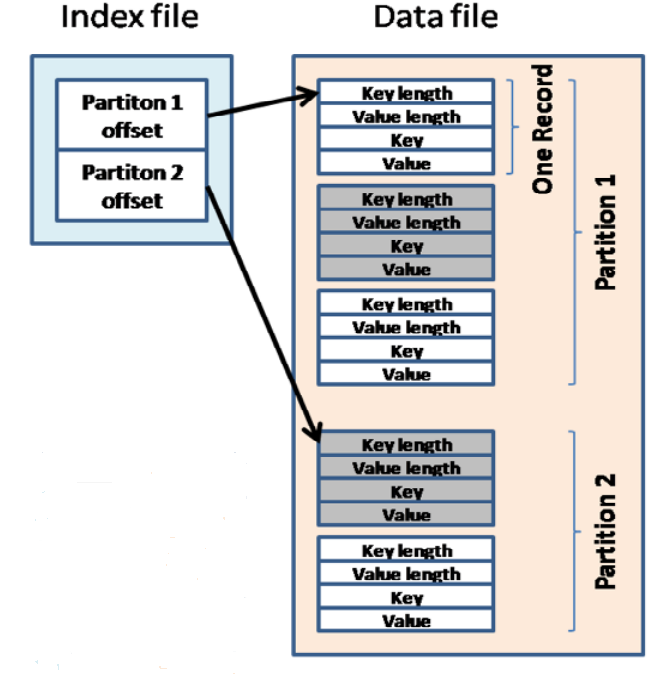 Index file
Data file
Partiton 1
offset
Partiton 2
offset
Key length
Value length
Key
Value
One Record
Key length
Value length
Key
Value
Key length
Value length
Key
Value
Partition 1
Key length
Value length
Key
Value
Key length
Value length
Key
Value
Partition 2